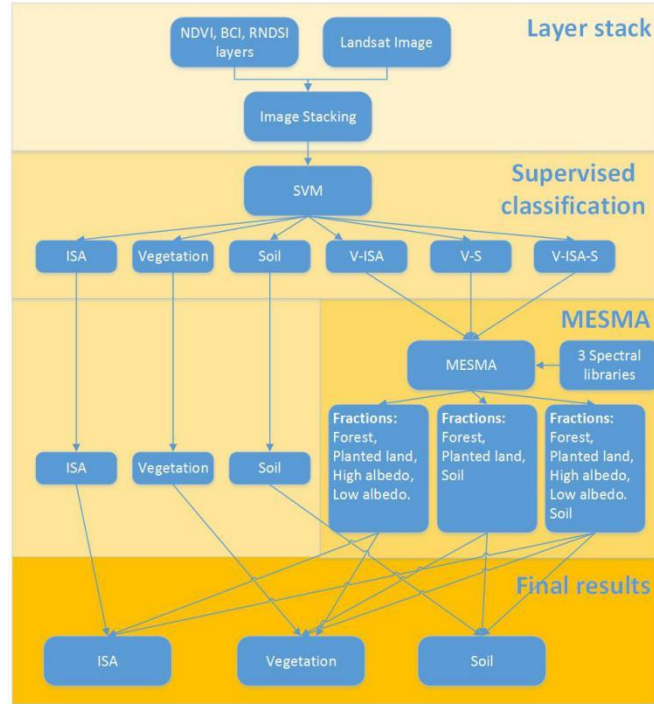 Layer stack
NDVI, BCI, RNDSI
layers
Landsat Image
Image Stacking
Supervised
classification
SVM
ISA
Vegetation
Soil
V-ISA
V-S
V-ISA-S
MESMA
MESMA
3 Spectral
libraries
ISA
Vegetation
Soil
Fractions:
Forest,
Planted land,
High albedo,
Low albedo.
Fractions:
Forest,
Planted land,
Soil
Fractions:
Forest,
Planted land,
High albedo,
Low albedo.
Soil
Final results
ISA
Vegetation
Soil